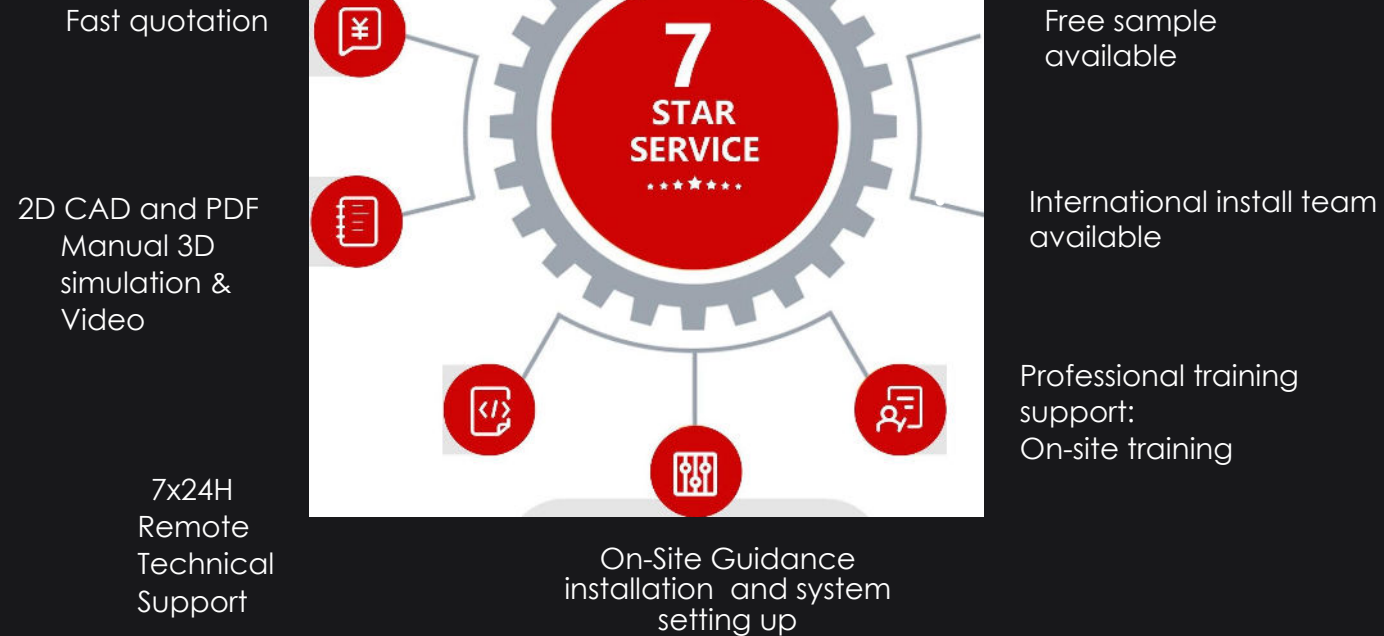 Fast quotation
¥
7
STAR
SERVICE
Free sample
available
2D CAD and PDF
Manual 3D
simulation &
Video
International install team
available
</>
Professional training
support:
On-site training
7x24H
Remote
Technical
Support
On-Site Guidance
installation and system
setting up